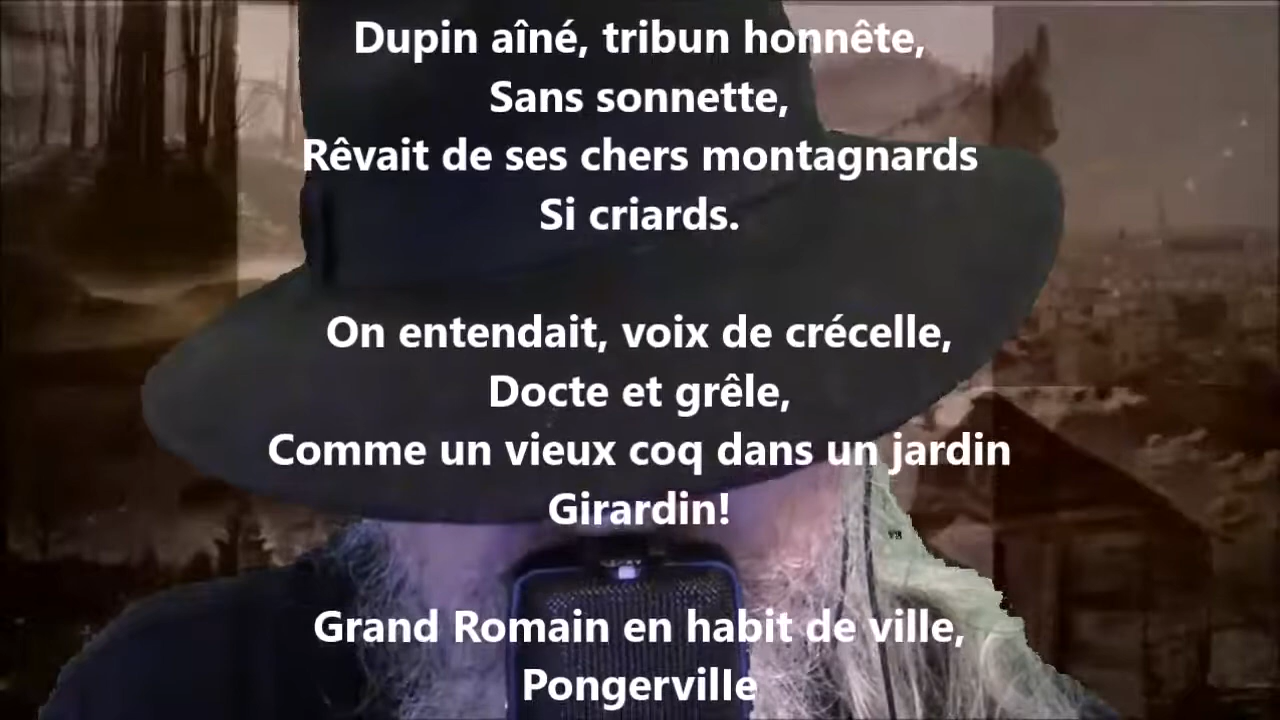 Dupin aîné, tribun honnête,
Sans sonnette,
Rêvait de ses chers montagnards
Si criards.
On entendait, voix de crécelle,
Docte et grêle,
Comme un vieux coq dans un jardin
Girardin!
Grand Romain en habit de ville,
Pongerville